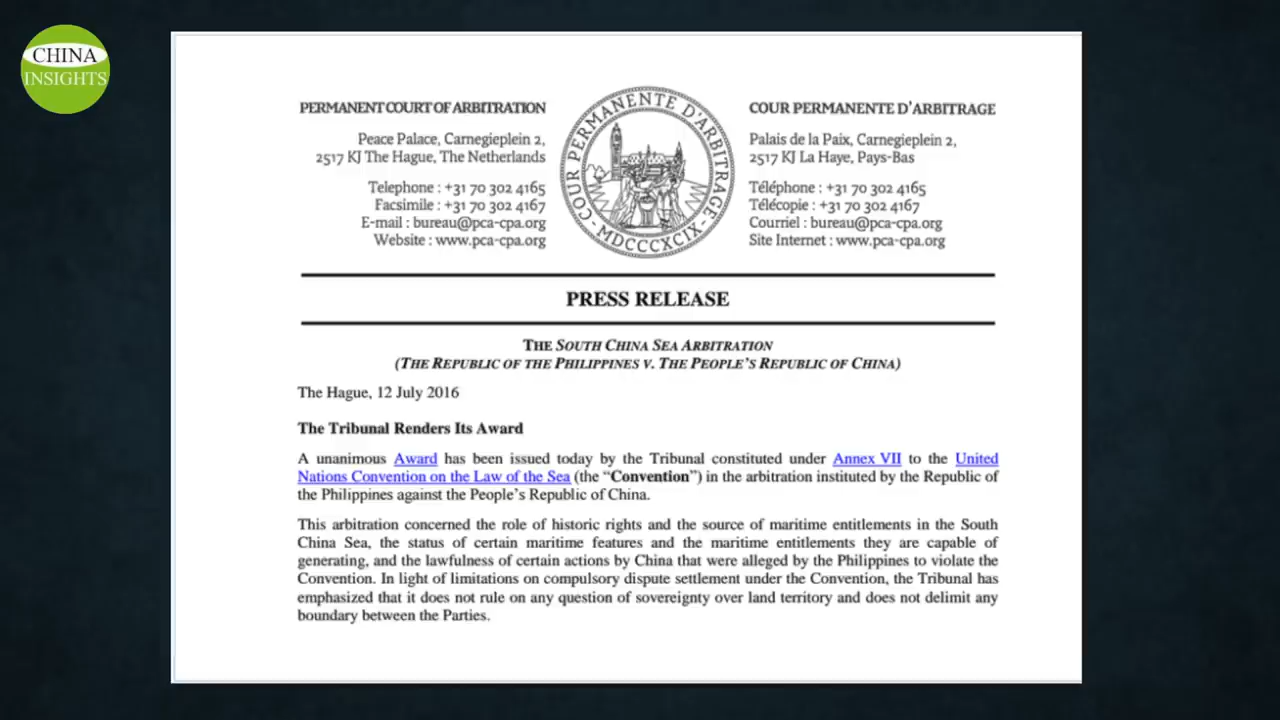 CHINA
INSIGHTS
PERMANENT COURT OF ARBITRATION
Peace Palace, Carnegieplein 2,
2517 KJ The Hague, The Netherlands
Telephone : +31 70 302 4165
Facsimile : +31 70 302 4167
E-mail : bureau@pca-cpa.org
Website : www.pca-cpa.org
COUR PERMANENTE D'ARBITRAGE
MDCCCXCIX
COUR PERMANENTE D'ARBITRAGE
Palais de la Paix, Carnegieplein 2,
2517 KJ La Haye, Pays-Bas
Téléphone : +31 70 302 4165
Télécopie : +31 70 302 4167
Courriel : bureau@pca-cpa.org
Site Internet : www.pca-cpa.org
PRESS RELEASE
THE SOUTH CHINA SEA ARBITRATION
(THE REPUBLIC OF THE PHILIPPINES V. THE PEOPLE'S REPUBLIC OF CHINA)
The Hague, 12 July 2016
The Tribunal Renders Its Award
A unanimous Award has been issued today by the Tribunal constituted under Annex VII to the United
Nations Convention on the Law of the Sea (the “Convention”) in the arbitration instituted by the Republic of
the Philippines against the People’s Republic of China.
This arbitration concerned the role of historic rights and the source of maritime entitlements in the South
China Sea, the status of certain maritime features and the maritime entitlements they are capable of
generating, and the lawfulness of certain actions by China that were alleged by the Philippines to violate the
Convention. In light of limitations on compulsory dispute settlement under the Convention, the Tribunal has
emphasized that it does not rule on any question of sovereignty over land territory and does not delimit any
boundary between the Parties.